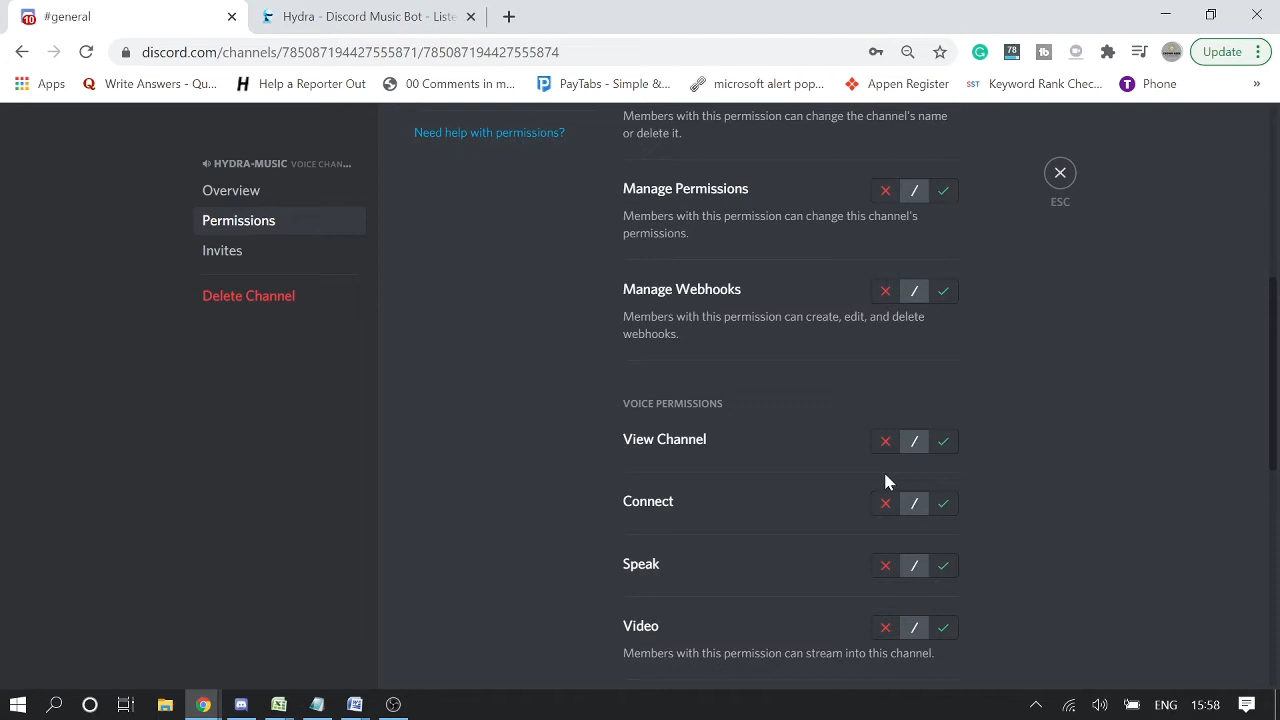 10
#general
Hydra - Discord Music Bot - Liste
discord.com/channels/785087194427555871/785087194427555874
78
tb
Update
Apps
Write Answers - Qu...
Help a Reporter Out
00 Comments in m...
PayTabs - Simple &...
microsoft alert pop...
Appen Register
SST
Keyword Rank Chec...
Phone
»
HYDRA-MUSIC VOICE CHAN...
Overview
Permissions
Invites
Delete Channel
Need help with permissions?
Members with this permission can change the channel's name
or delete it.
Manage Permissions
Members with this permission can change this channel's
permissions.
Manage Webhooks
Members with this permission can create, edit, and delete
webhooks.
VOICE PERMISSIONS
View Channel
Connect
Speak
Video
Members with this permission can stream into this channel.
ESC
ENG
15:58